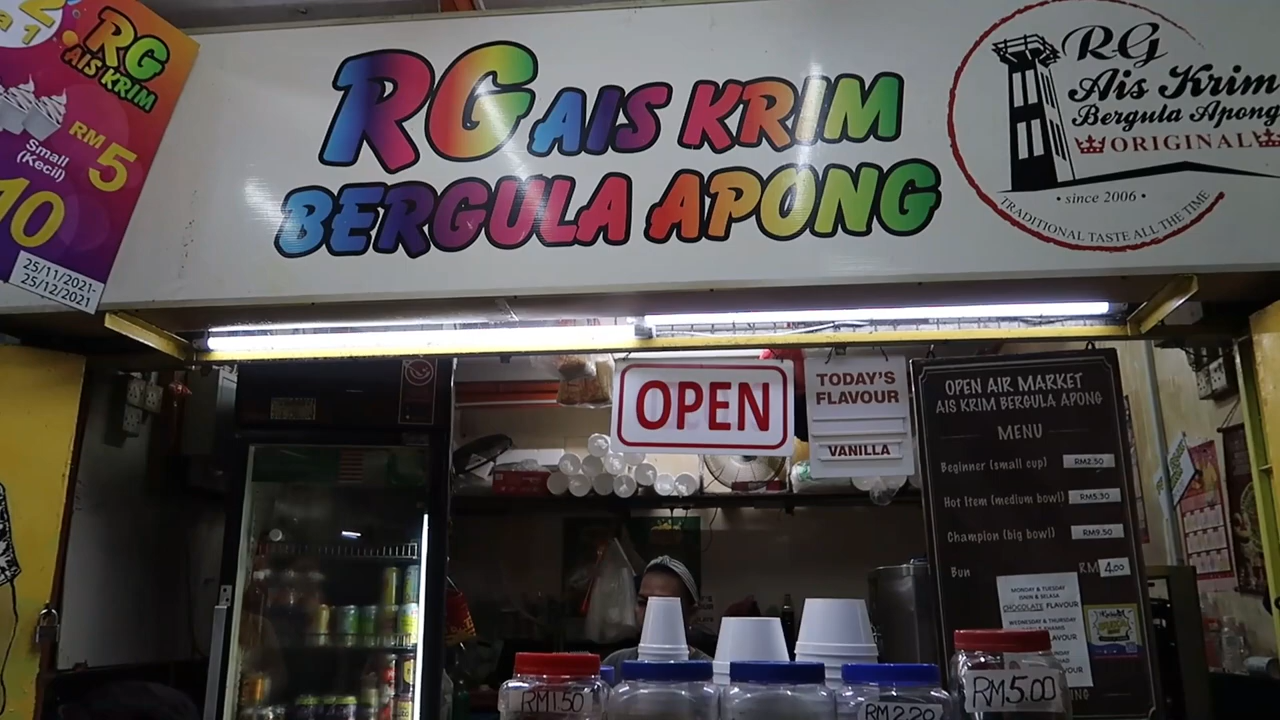 RG
AIS KRIM
RM 5
Small
(Kecil)
10
25/11/2021-
25/12/2021
RG AIS KRIM
BERGULA APONG
RG
Ais Krim
Bergula Apong
ORIGINAL
• since 2006 •
TRADITIONAL TASTE ALL THE TIME
OPEN
TODAY'S
FLAVOUR
VANILLA
OPEN AIR MARKET
AIS KRIM BERGULA APONG
MENU
Beginner (small cup) RM2.50
Hot Item (medium bowl) RM5.30
Champion (big bowl) RM9.50
Bun RM 4.00
MONDAY & TUESDAY
ISNIN & SELASA
CHOCOLATE FLAVOUR
WEDNESDAY & THURSDAY
RM1.50
RM2.20
RM5.00